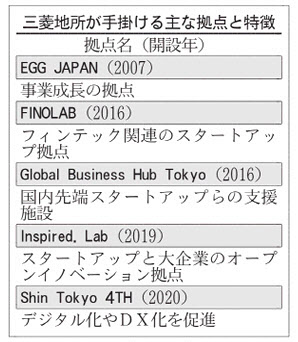 三菱地所が手掛ける主な拠点と特徴
拠点名（開設年）
EGG JAPAN（2007）
事業成長の拠点
FINOLAB（2016）
フィンテック関連のスタートアッ
プ拠点
Global Business Hub Tokyo（2016）
国内先端スタートアップらの支援
施設
Inspired. Lab（2019）
スタートアップと大企業のオープ
ンイノベーション拠点
Shin Tokyo 4TH（2020）
デジタル化やＤＸ化を促進